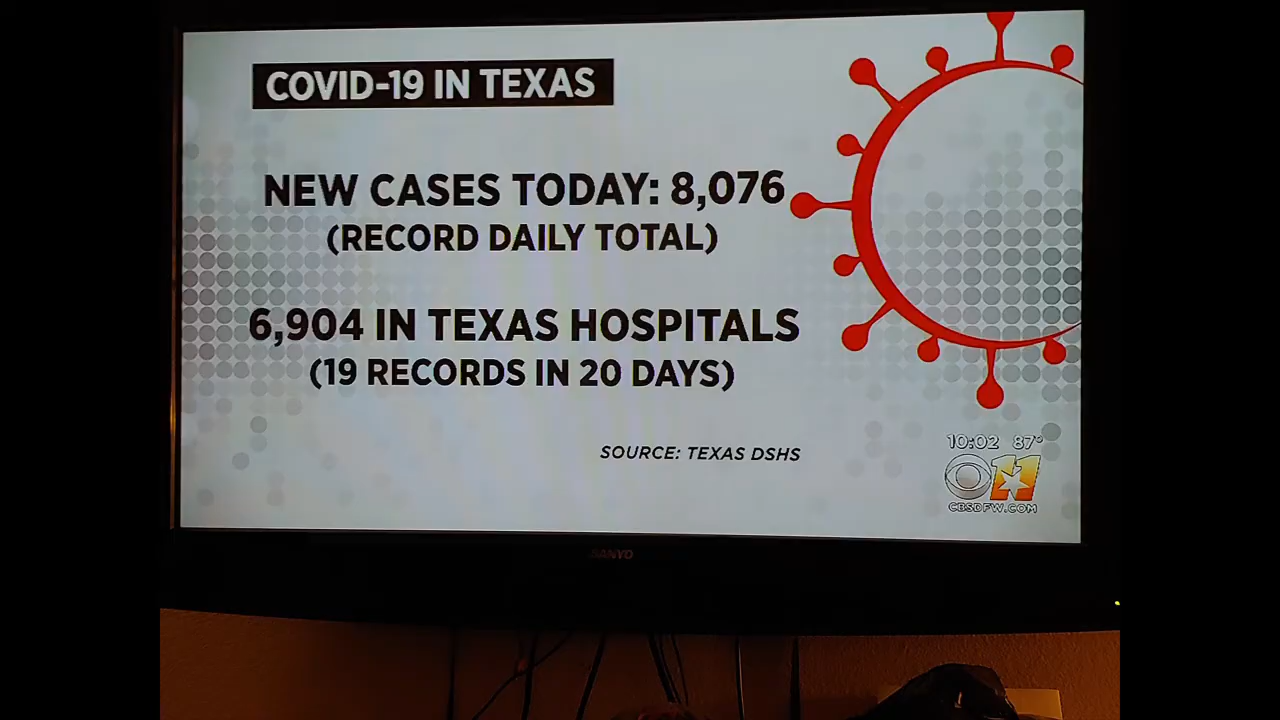 COVID-19 IN TEXAS
NEW CASES TODAY: 8,076
(RECORD DAILY TOTAL)
6,904 IN TEXAS HOSPITALS
(19 RECORDS IN 20 DAYS)
SOURCE: TEXAS DSHS
10:02 87°
11
CBSDFW.COM
SANYO